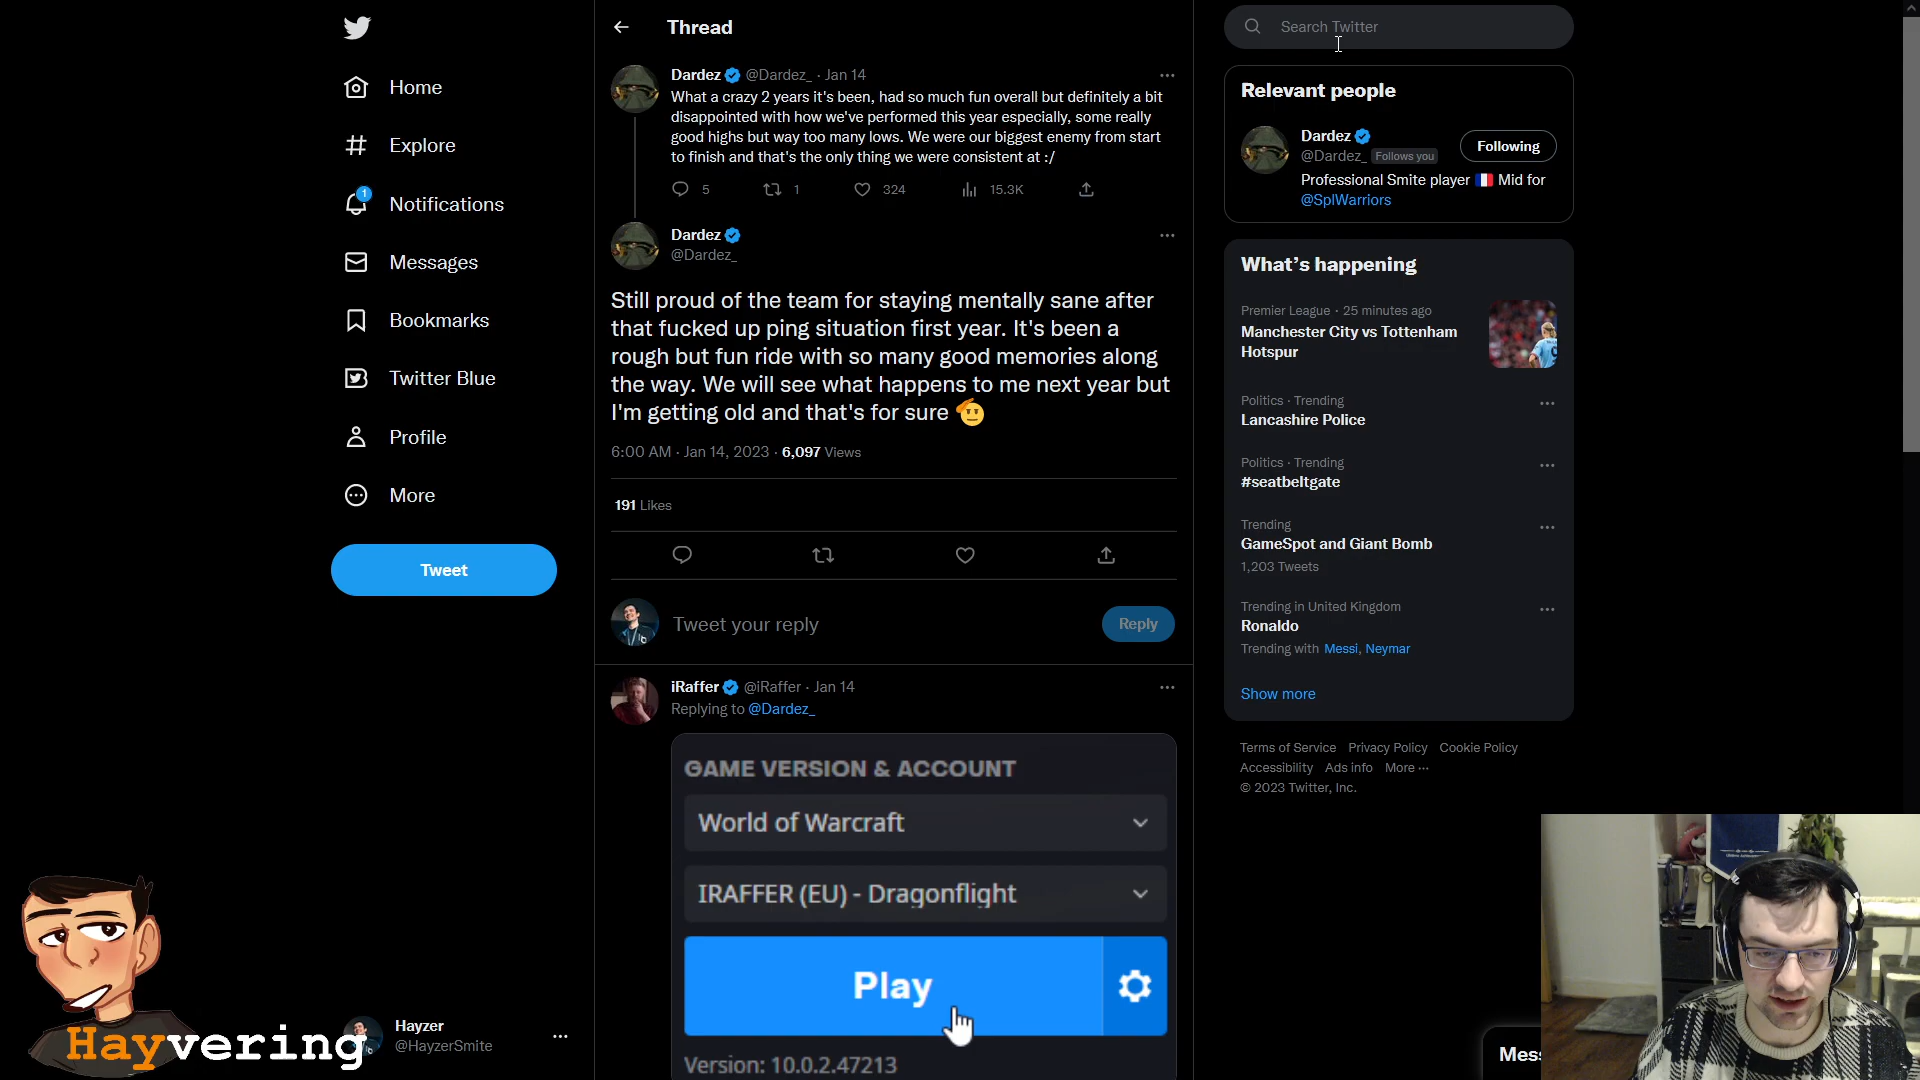 Home
Explore
1
Notifications
Messages
Bookmarks
Twitter Blue
Profile
More
Tweet
Hayvering
Hayzer
@HayzerSmite
Thread
Dardez @Dardez_ · Jan 14
What a crazy 2 years it's been, had so much fun overall but definitely a bit
disappointed with how we've performed this year especially, some really
good highs but way too many lows. We were our biggest enemy from start
to finish and that's the only thing we were consistent at :/
5 1 324 15.3K
Dardez
@Dardez_
Still proud of the team for staying mentally sane after
that fucked up ping situation first year. It's been a
rough but fun ride with so many good memories along
the way. We will see what happens to me next year but
I'm getting old and that's for sure 🫡
6:00 AM · Jan 14, 2023 · 6,097 Views
191 Likes
Tweet your reply
Reply
iRaffer @iRaffer · Jan 14
Replying to @Dardez_
GAME VERSION & ACCOUNT
World of Warcraft
IRAFFER (EU) - Dragonflight
Play
Version: 10.0.2.47213
Search Twitter
Relevant people
Dardez
@Dardez_ Follows you
Following
Professional Smite player 🇫🇷 Mid for
@SplWarriors
What's happening
Premier League · 25 minutes ago
Manchester City vs Tottenham
Hotspur
Politics · Trending
Lancashire Police
Politics · Trending
#seatbeltgate
Trending
GameSpot and Giant Bomb
1,203 Tweets
Trending in United Kingdom
Ronaldo
Trending with Messi, Neymar
Show more
Terms of Service Privacy Policy Cookie Policy
Accessibility Ads info More ···
© 2023 Twitter, Inc.